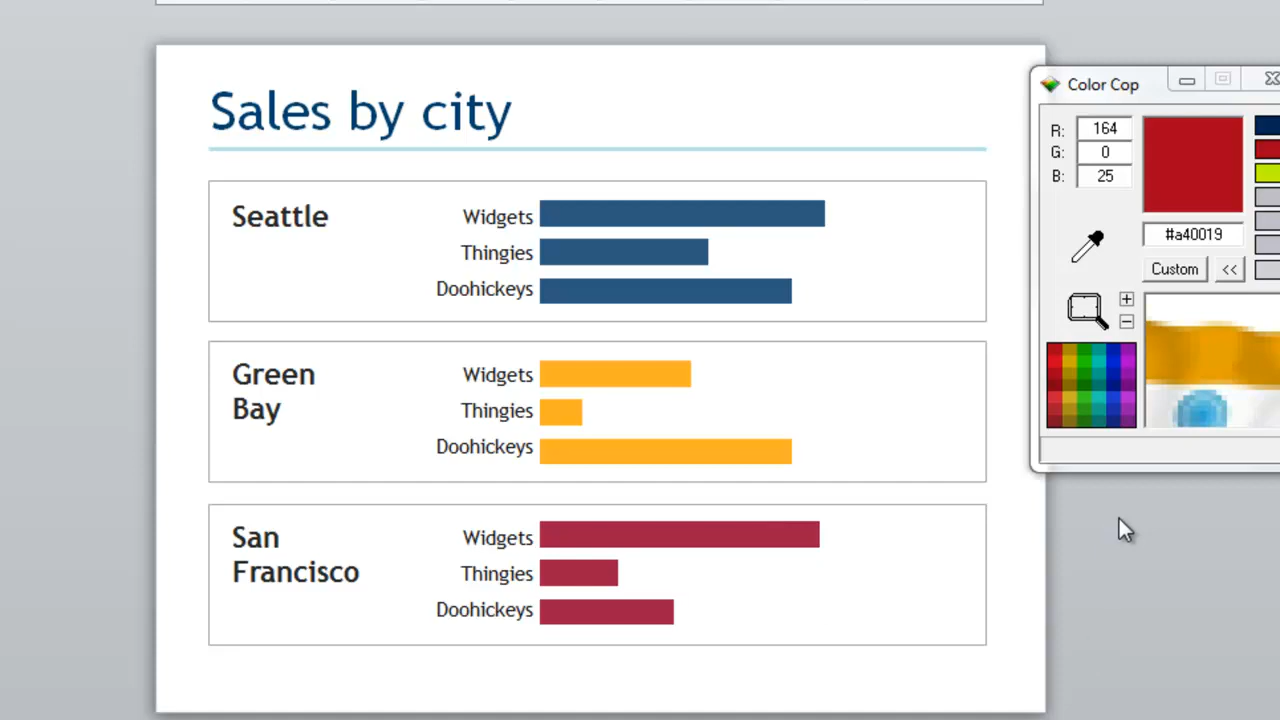 Sales by city
Seattle
Widgets
Thingies
Doohickeys
Green
Bay
Widgets
Thingies
Doohickeys
San
Francisco
Widgets
Thingies
Doohickeys
Color Cop
R: 164
G: 0
B: 25
#a40019
Custom <<